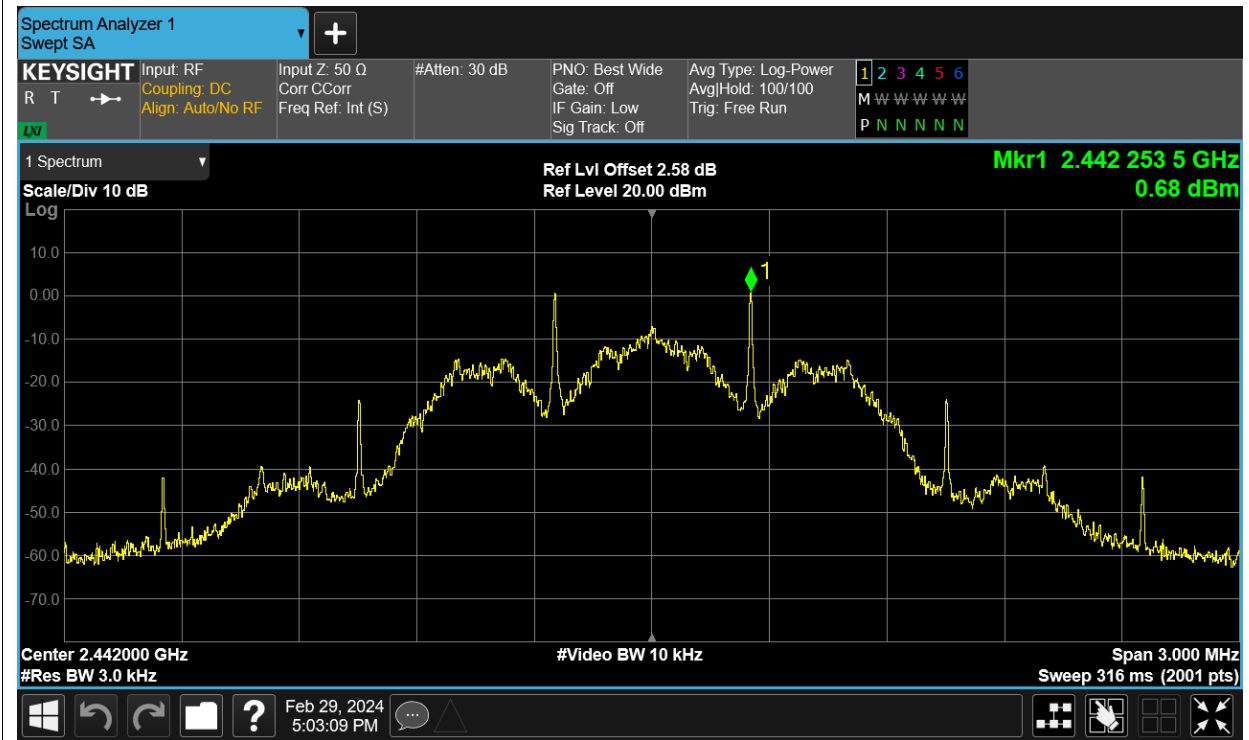 Spectrum Analyzer 1
Swept SA
KEYSIGHT
R T
LXI
Input: RF
Coupling: DC
Align: Auto/No RF
Input Z: 50 Ω
Corr CCorr
Freq Ref: Int (S)
#Atten: 30 dB
PNO: Best Wide
Gate: Off
IF Gain: Low
Sig Track: Off
Avg Type: Log-Power
Avg|Hold: 100/100
Trig: Free Run
1 2 3 4 5 6
M W W W W W
P N N N N N
1 Spectrum
Scale/Div 10 dB
Log
Ref Lvl Offset 2.58 dB
Ref Level 20.00 dBm
Mkr1 2.442 253 5 GHz
0.68 dBm
1
10.0
0.00
-10.0
-20.0
-30.0
-40.0
-50.0
-60.0
-70.0
Center 2.442000 GHz
#Res BW 3.0 kHz
#Video BW 10 kHz
Span 3.000 MHz
Sweep 316 ms (2001 pts)
?
Feb 29, 2024
5:03:09 PM